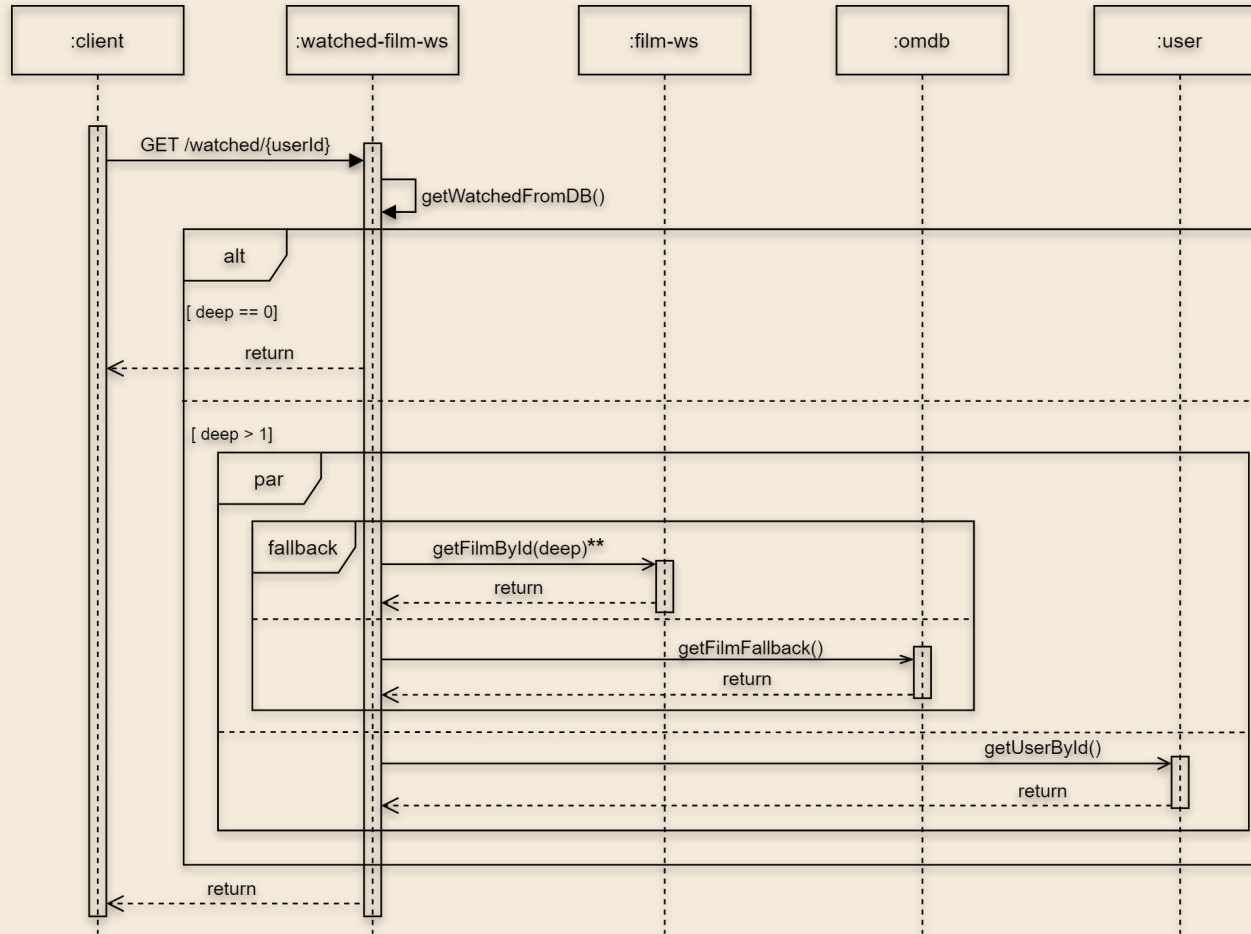 :client
:watched-film-ws
:film-ws
:omdb
:user
GET /watched/{userId}
getWatchedFromDB()
alt
[ deep == 0]
return
[ deep > 1]
par
fallback
getFilmById(deep)**
return
getFilmFallback()
return
getUserById()
return
return